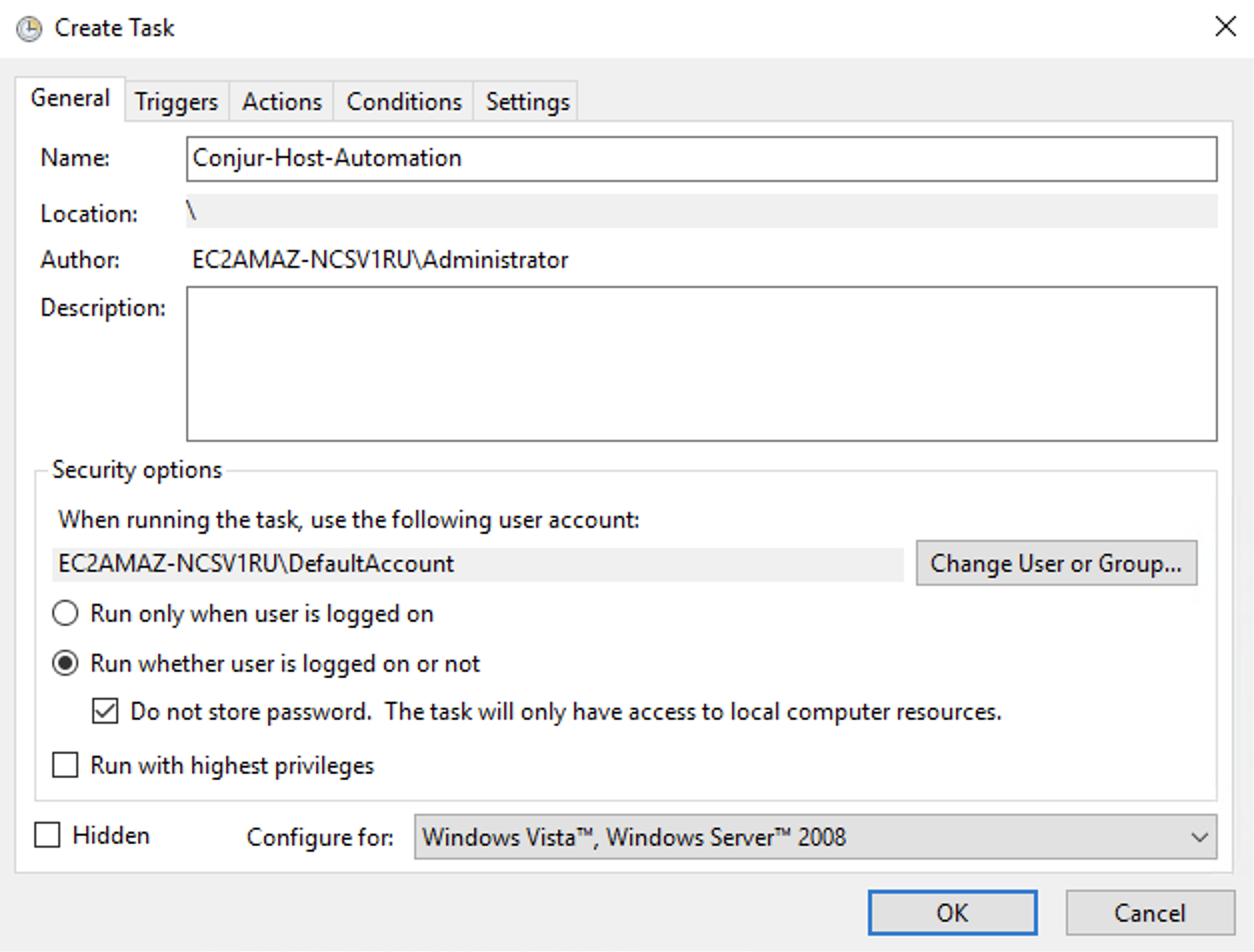 Create Task
General Triggers Actions Conditions Settings
Name: Conjur-Host-Automation
Location: \
Author: EC2AMAZ-NCSV1RU\Administrator
Description:
Security options
When running the task, use the following user account:
EC2AMAZ-NCSV1RU\DefaultAccount Change User or Group...
Run only when user is logged on
Run whether user is logged on or not
Do not store password. The task will only have access to local computer resources.
Run with highest privileges
Hidden Configure for: Windows Vista™, Windows Server™ 2008
OK Cancel